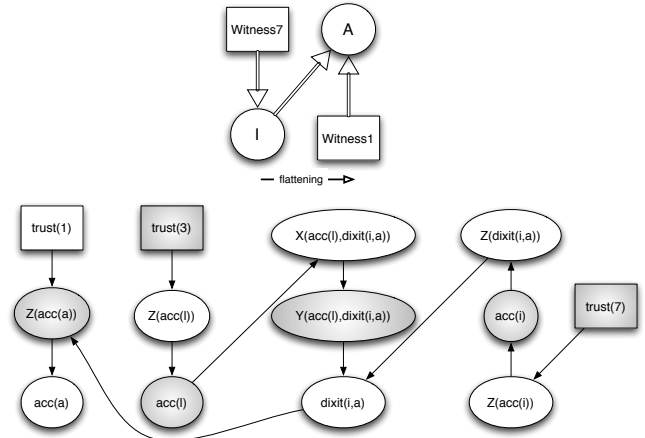 Witness7
A
I
Witness1
flattening
trust(1)
trust(3)
X(acc(l),dixit(i,a))
Z(dixit(i,a))
Z(acc(a))
Z(acc(l))
Y(acc(l),dixit(i,a))
acc(i)
trust(7)
acc(a)
acc(l)
dixit(i,a)
Z(acc(i))